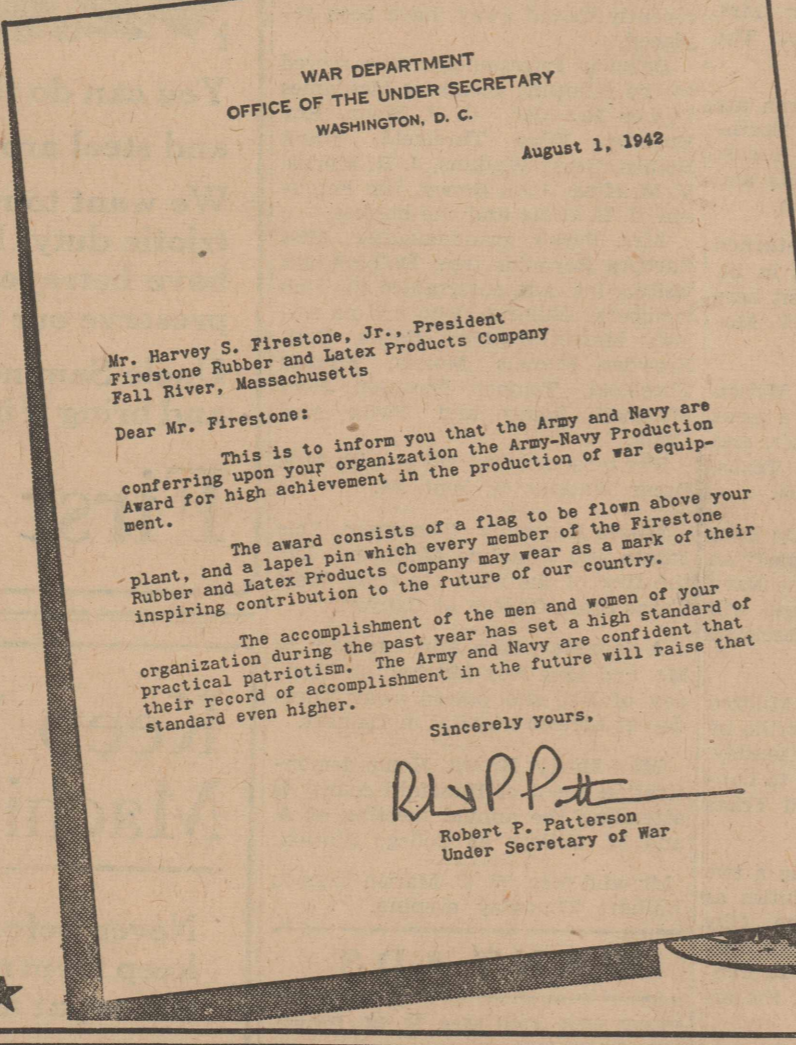 WAR DEPARTMENT
OFFICE OF THE UNDER SECRETARY
WASHINGTON, D. C.
August 1, 1942
Mr. Harvey S. Firestone, Jr., President
Firestone Rubber and Latex Products Company
Fall River, Massachusetts
Dear Mr. Firestone:
This is to inform you that the Army and Navy are
conferring upon your organization the Army-Navy Production
Award for high achievement in the production of war equip-
ment.
The award consists of a flag to be flown above your
plant, and a lapel pin which every member of the Firestone
Rubber and Latex Products Company may wear as a mark of their
inspiring contribution to the future of our country.
The accomplishment of the men and women of your
organization during the past year has set a high standard of
practical patriotism. The Army and Navy are confident that
their record of accomplishment in the future will raise that
standard even higher.
Sincerely yours,
Robert P. Patterson
Under Secretary of War